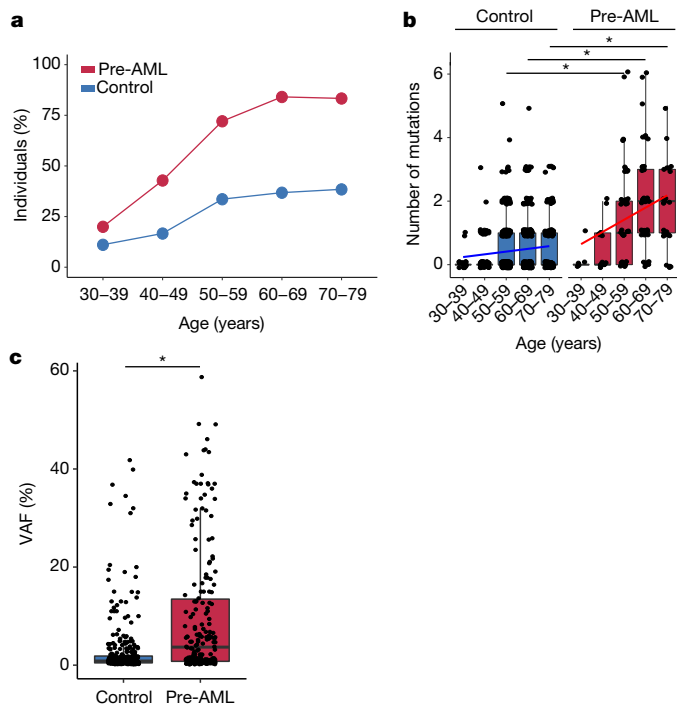 a
100
75
50
25
0
Individuals (%)
Pre-AML
Control
30–39
40–49
50–59
60–69
70–79
Age (years)
b
Control
Pre-AML
*
*
*
6
4
2
0
Number of mutations
30–39
40–49
50–59
60–69
70–79
30–39
40–49
50–59
60–69
70–79
Age (years)
c
*
60
40
20
0
VAF (%)
Control
Pre-AML